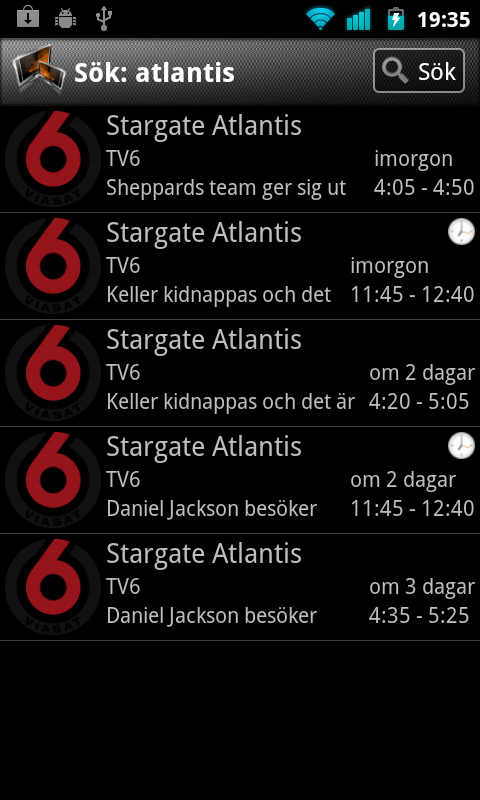 19:35
Sök: atlantis
Sök
Stargate Atlantis
TV6 imorgon
Sheppards team ger sig ut 4:05 - 4:50
6 VIASAT
Stargate Atlantis
TV6 imorgon
Keller kidnappas och det 11:45 - 12:40
6 VIASAT
Stargate Atlantis
TV6 om 2 dagar
Keller kidnappas och det är 4:20 - 5:05
6 VIASAT
Stargate Atlantis
TV6 om 2 dagar
Daniel Jackson besöker 11:45 - 12:40
6 VIASAT
Stargate Atlantis
TV6 om 3 dagar
Daniel Jackson besöker 4:35 - 5:25
6 VIASAT